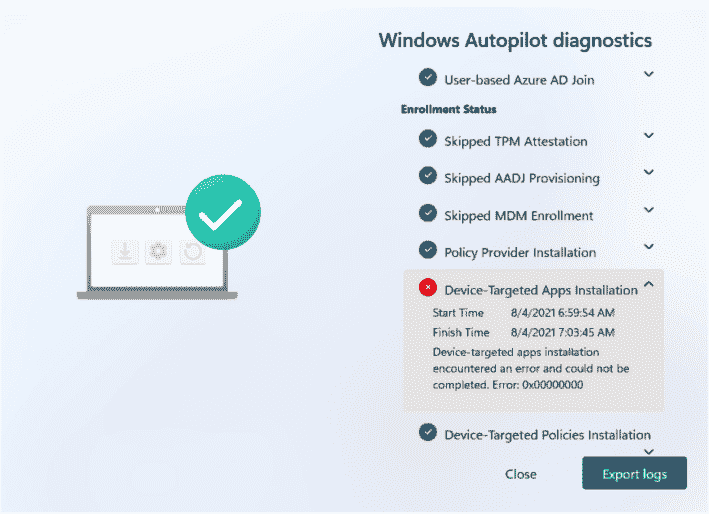 Windows Autopilot diagnostics
User-based Azure AD Join
Enrollment Status
Skipped TPM Attestation
Skipped AADJ Provisioning
Skipped MDM Enrollment
Policy Provider Installation
Device-Targeted Apps Installation
Start Time 8/4/2021 6:59:54 AM
Finish Time 8/4/2021 7:03:45 AM
Device-targeted apps installation
encountered an error and could not be
completed. Error: 0x00000000
Device-Targeted Policies Installation
Close Export logs